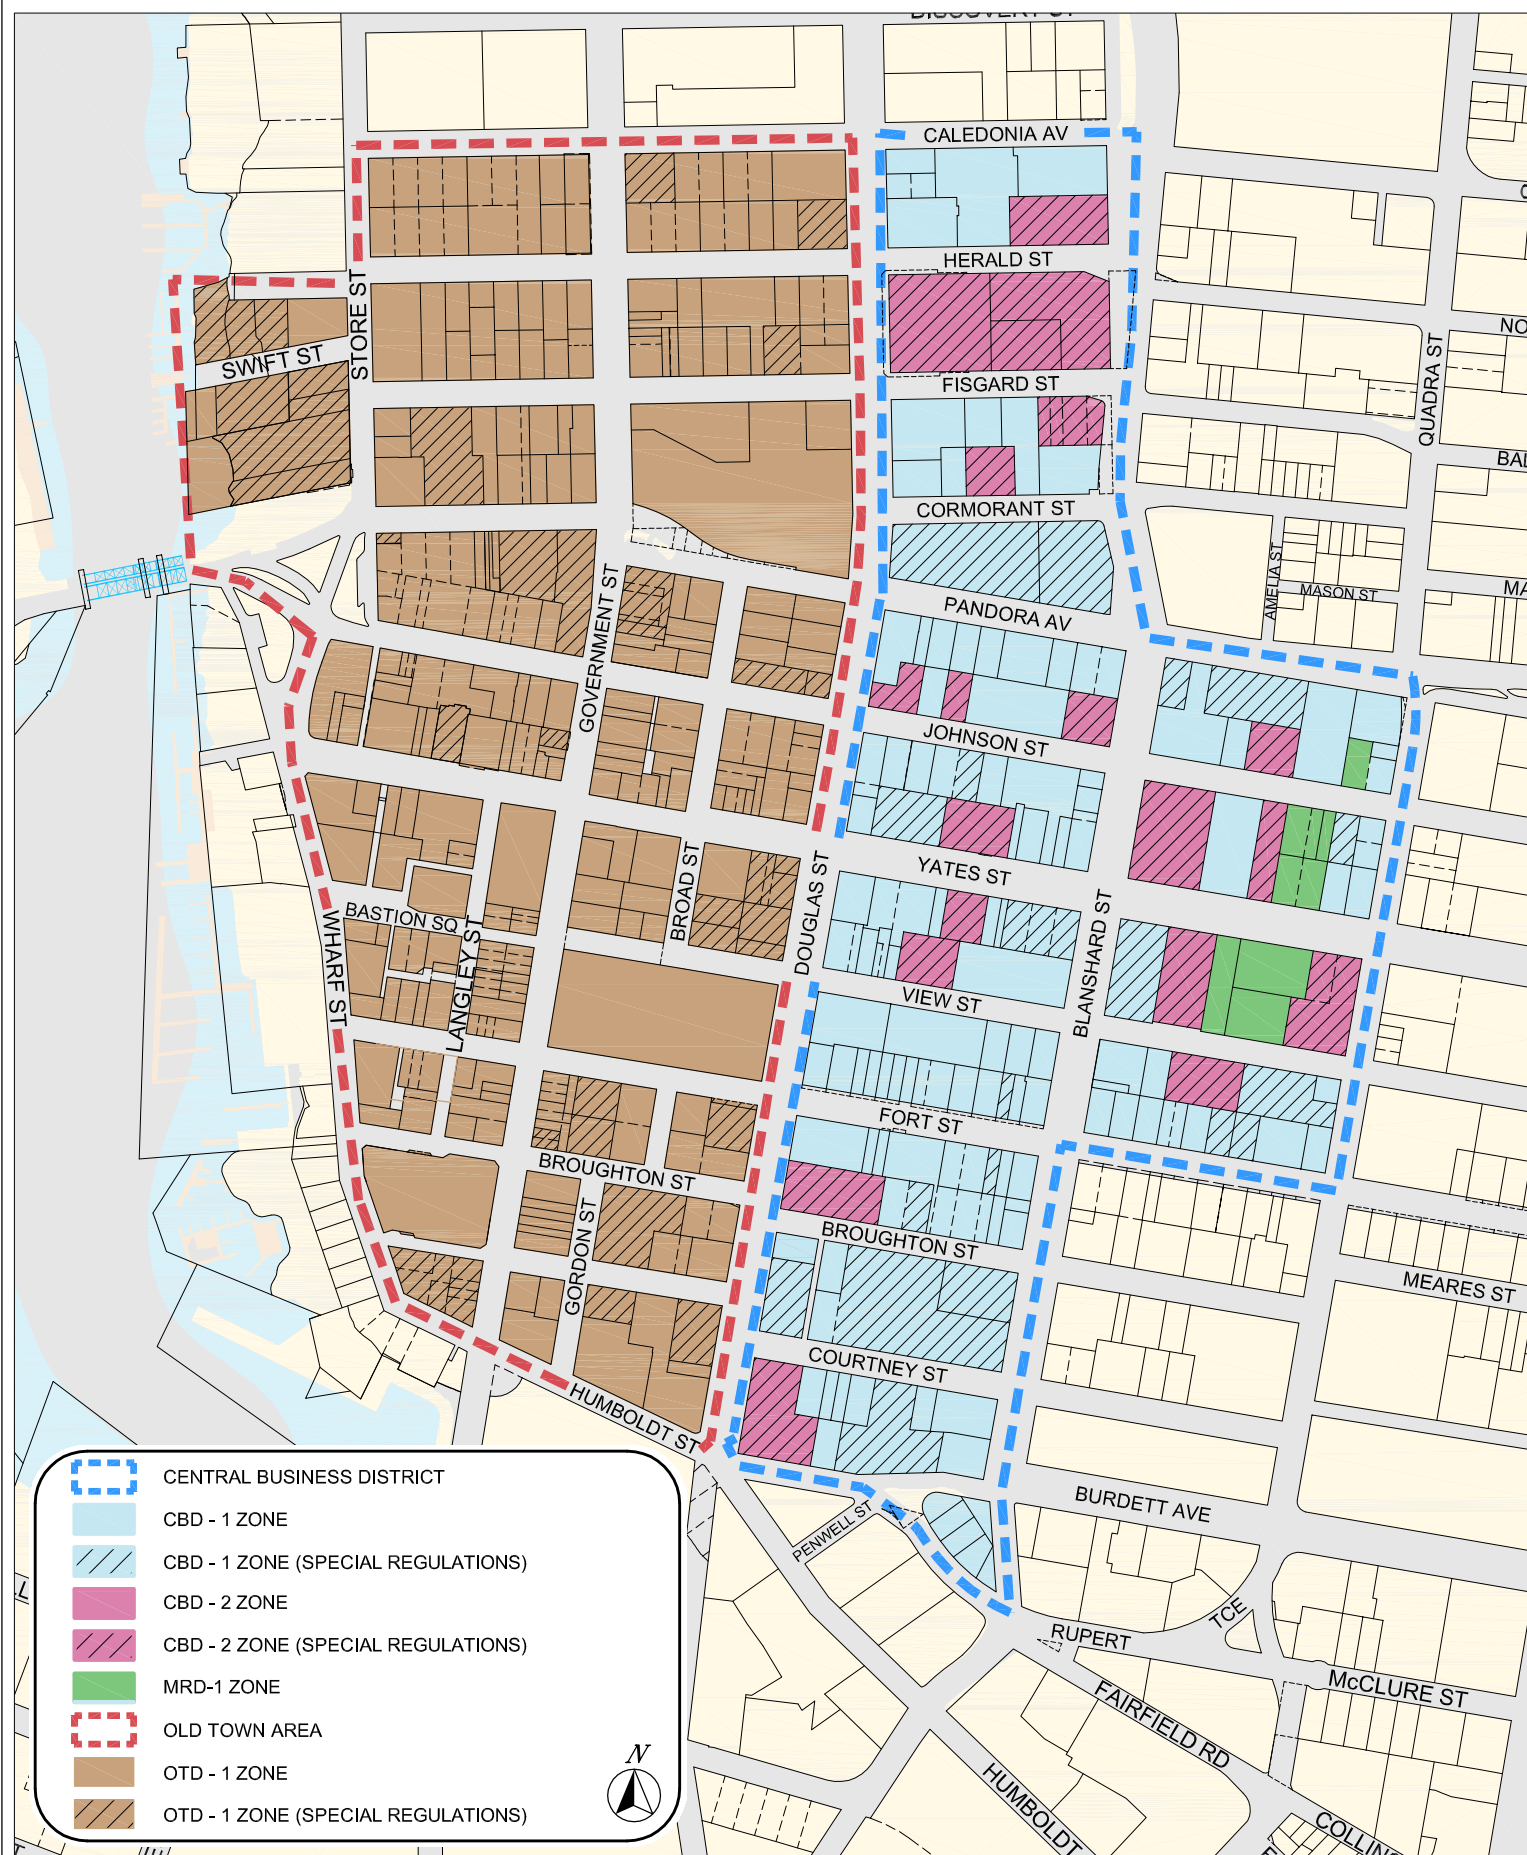 DISCOVERY ST
CALEDONIA AV
HERALD ST
STORE ST
SWIFT ST
FISGARD ST
QUADRA ST
CORMORANT ST
AMELIA ST
MASON ST
PANDORA AV
GOVERNMENT ST
JOHNSON ST
YATES ST
BROAD ST
DOUGLAS ST
BLANSHARD ST
BASTION SQ
WHARF ST
LANGLEY ST
VIEW ST
FORT ST
BROUGHTON ST
GORDON ST
BROUGHTON ST
MEARES ST
COURTNEY ST
HUMBOLDT ST
BURDETT AVE
PENWELL ST
RUPERT
TCE
McCLURE ST
FAIRFIELD RD
HUMBOLDT
COLLIN
CENTRAL BUSINESS DISTRICT
CBD - 1 ZONE
CBD - 1 ZONE (SPECIAL REGULATIONS)
CBD - 2 ZONE
CBD - 2 ZONE (SPECIAL REGULATIONS)
MRD-1 ZONE
OLD TOWN AREA
OTD - 1 ZONE
OTD - 1 ZONE (SPECIAL REGULATIONS)
N